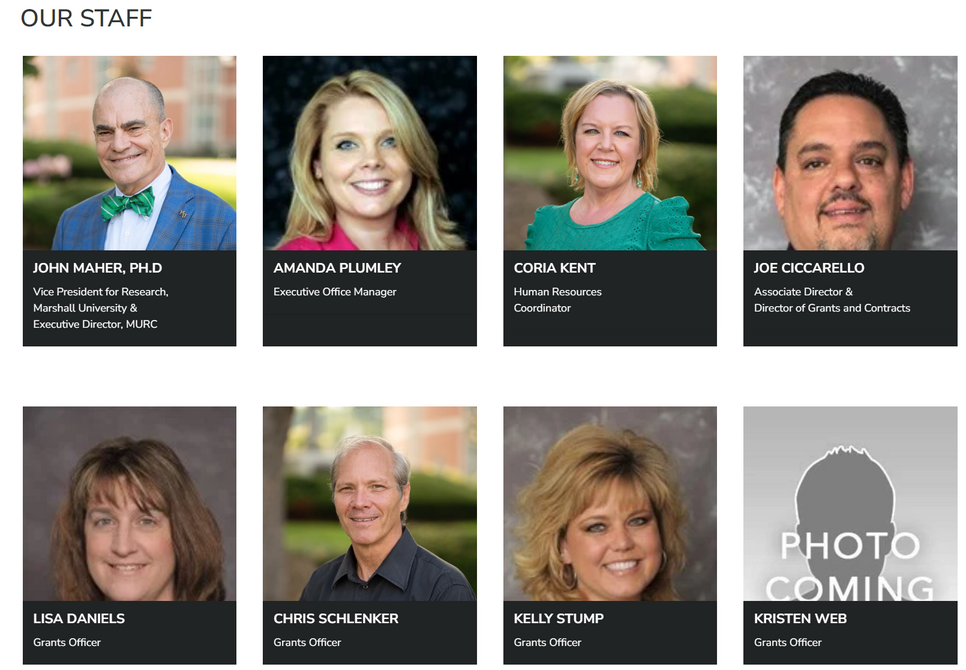 OUR STAFF
JOHN MAHER, PH.D
Vice President for Research,
Marshall University &
Executive Director, MURC
AMANDA PLUMLEY
Executive Office Manager
CORIA KENT
Human Resources
Coordinator
JOE CICCARELLO
Associate Director &
Director of Grants and Contracts
LISA DANIELS
Grants Officer
CHRIS SCHLENKER
Grants Officer
KELLY STUMP
Grants Officer
PHOTO
COMING
KRISTEN WEB
Grants Officer